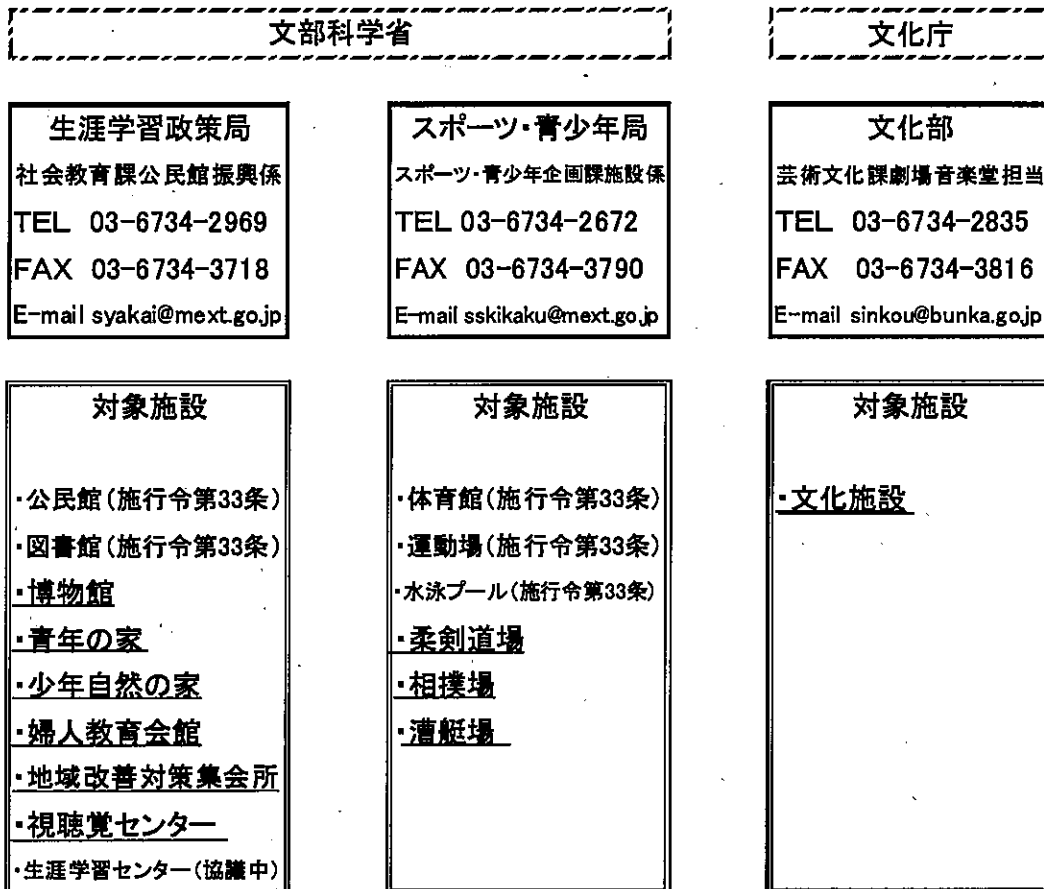 文部科学省
文化庁
生涯学習政策局
社会教育課公民館振興係
TEL 03-6734-2969
FAX 03-6734-3718
E-mail syakai@mext.go.jp
スポーツ・青少年局
スポーツ・青少年企画課施設係
TEL 03-6734-2672
FAX 03-6734-3790
E-mail sskikaku@mext.go.jp
文化部
芸術文化課劇場音楽堂担当
TEL 03-6734-2835
FAX 03-6734-3816
E-mail sinkou@bunka.go.jp
対象施設
・公民館(施行令第33条)
・図書館(施行令第33条)
・博物館
・青年の家
・少年自然の家
・婦人教育会館
・地域改善対策集会所
・視聴覚センター
・生涯学習センター(協議中)
対象施設
・体育館(施行令第33条)
・運動場(施行令第33条)
・水泳プール(施行令第33条)
・柔剣道場
・相撲場
・漕艇場
対象施設
・文化施設